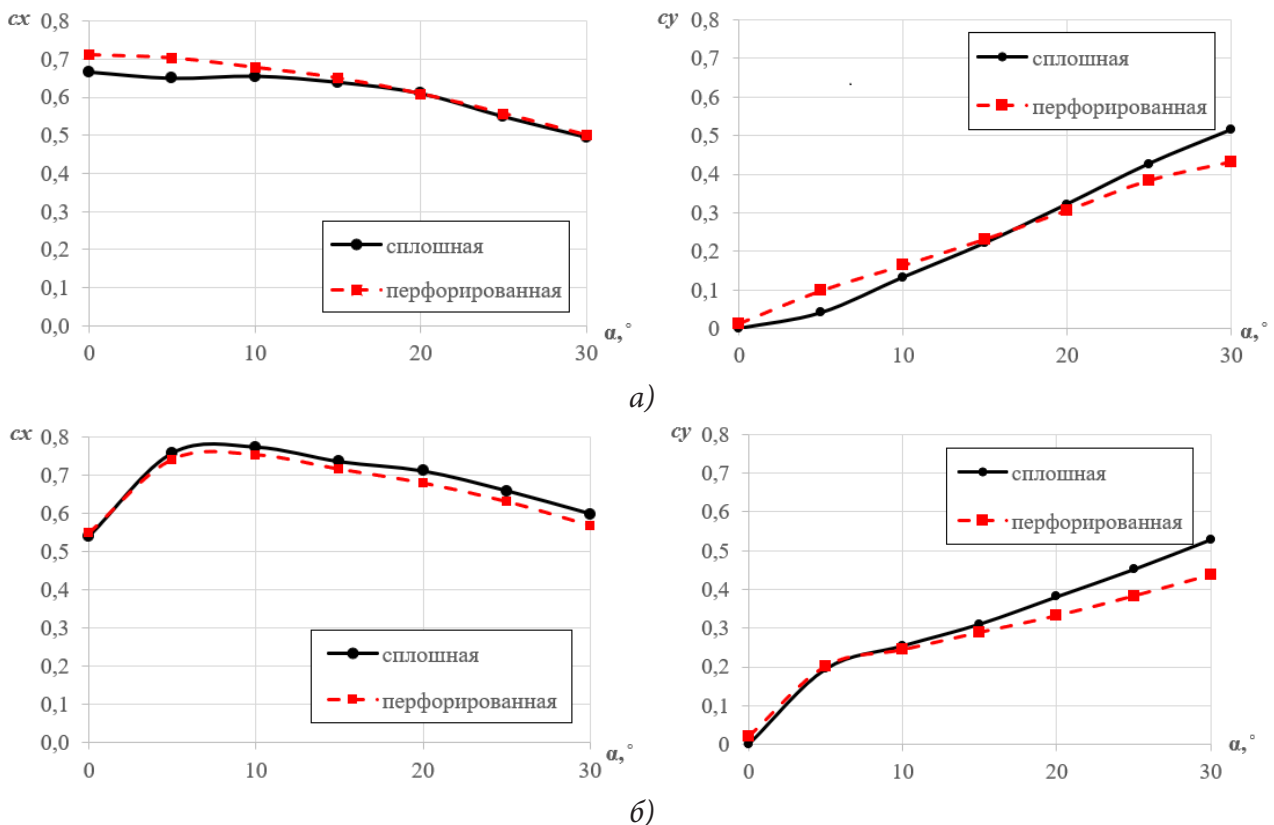 cx 0,8
0,7
0,6
0,5
0,4
0,3
0,2
0,1
0,0
0 10 20 30
α,°
сплошная
перфорированная
cy 0,8
0,7
0,6
0,5
0,4
0,3
0,2
0,1
0
0 10 20 30
α,°
сплошная
перфорированная
а)
cx 0,8
0,7
0,6
0,5
0,4
0,3
0,2
0,1
0,0
0 10 20 30
α,°
сплошная
перфорированная
cy 0,8
0,7
0,6
0,5
0,4
0,3
0,2
0,1
0
0 10 20 30
α,°
сплошная
перфорированная
б)